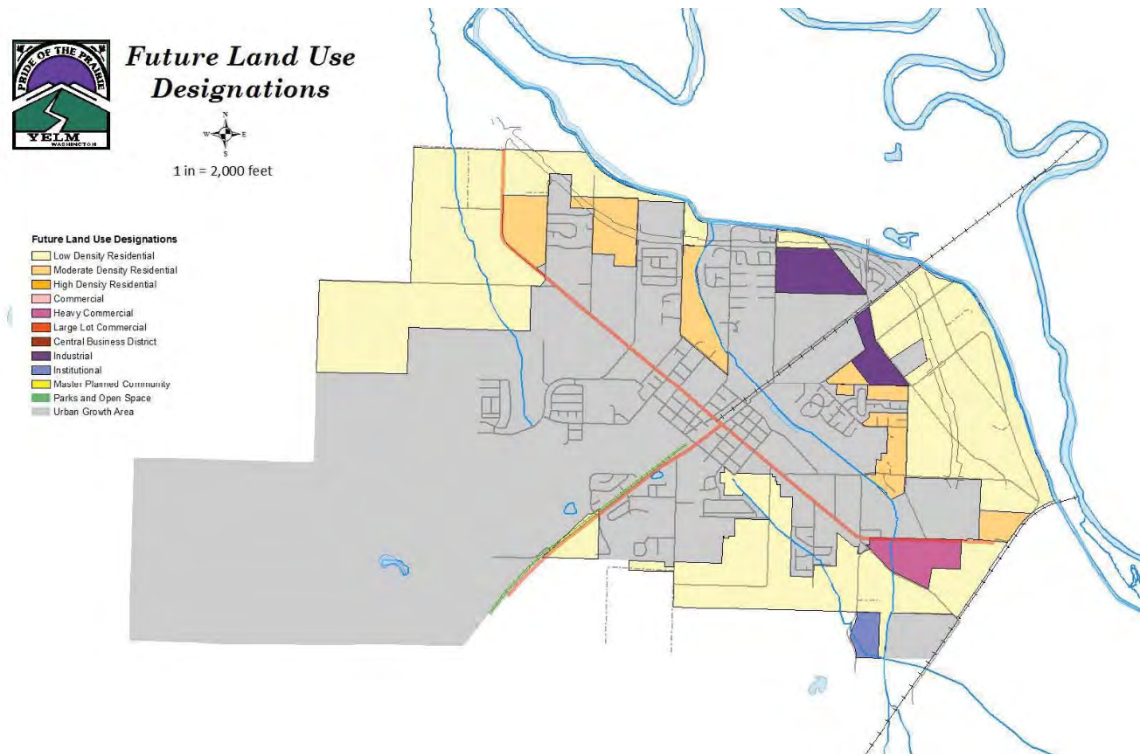 PRIDE OF THE PRAIRIE
YELM
WASHINGTON
Future Land Use
Designations
N
W E
S
1 in = 2,000 feet
Future Land Use Designations
Low Density Residential
Moderate Density Residential
High Density Residential
Commercial
Heavy Commercial
Large Lot Commercial
Central Business District
Industrial
Institutional
Master Planned Community
Parks and Open Space
Urban Growth Area